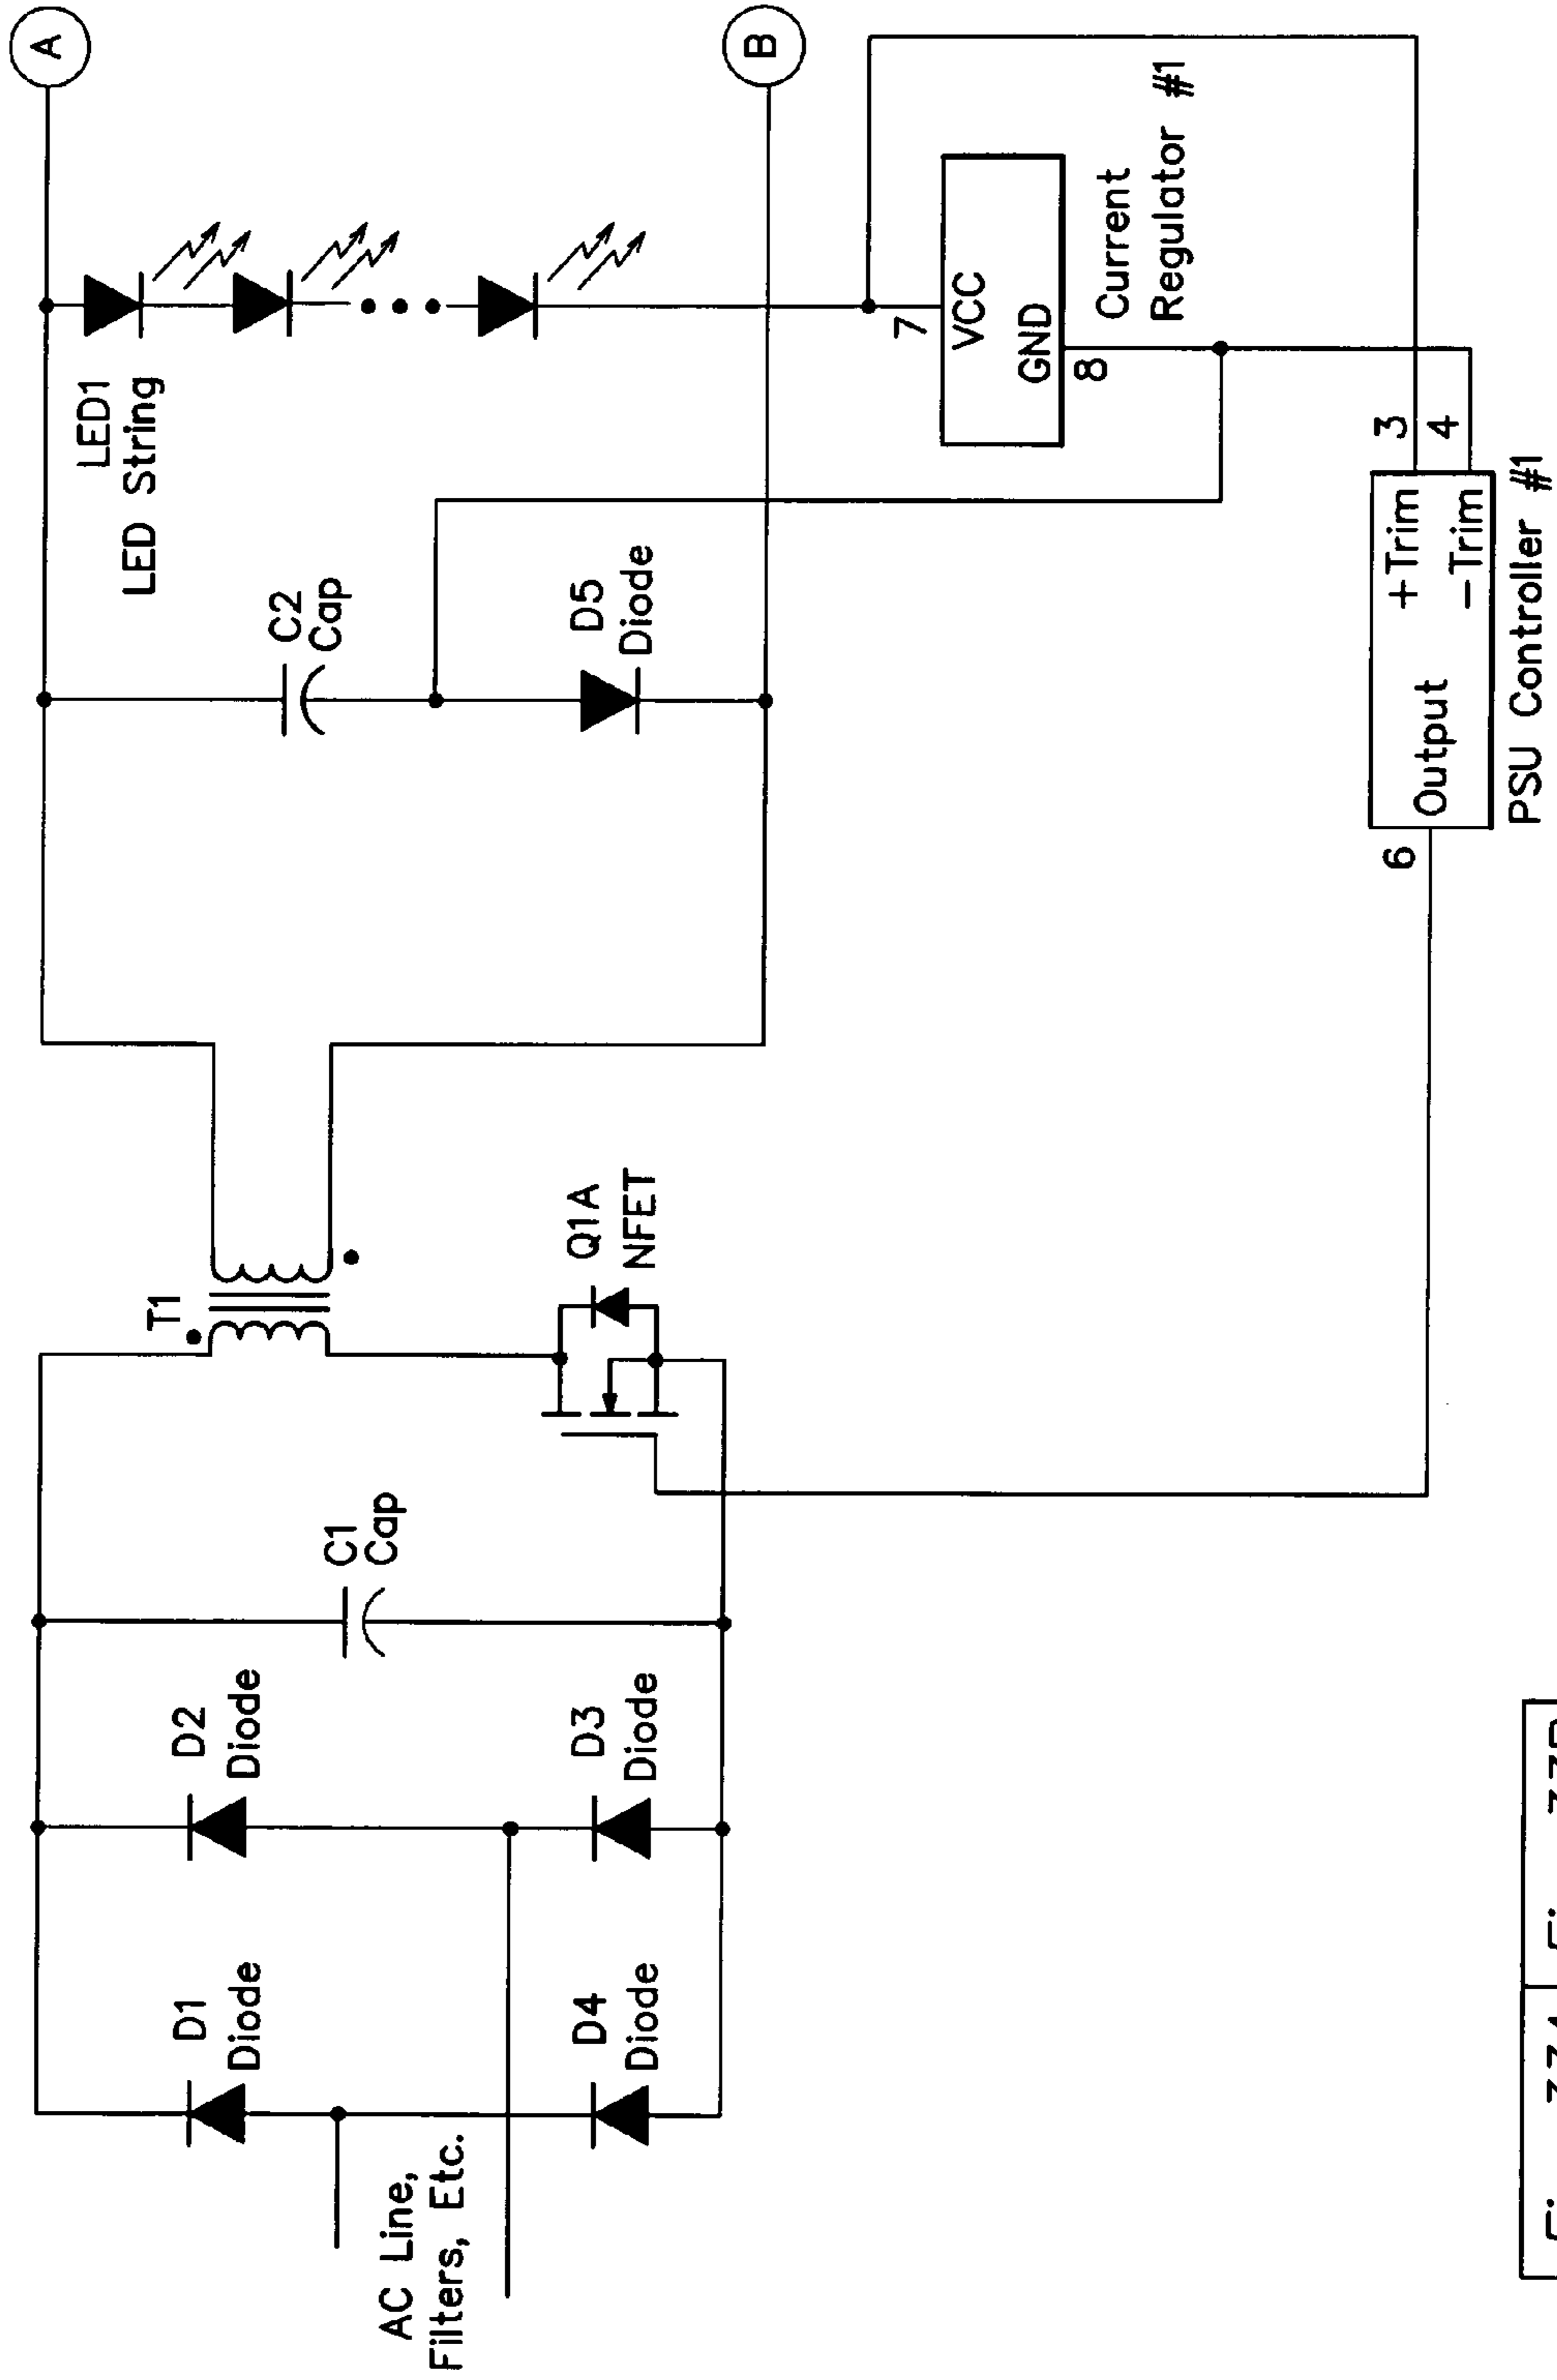 AC Line,
Filters, Etc.
D1
Diode
D2
Diode
D4
Diode
D3
Diode
C1
Cap
T1
Q1A
NFET
C2
Cap
D5
Diode
LED1
LED String
A
B
7
VCC
GND
8
Current
Regulator #1
6
Output
+Trim
-Trim
3
4
PSU Controller #1